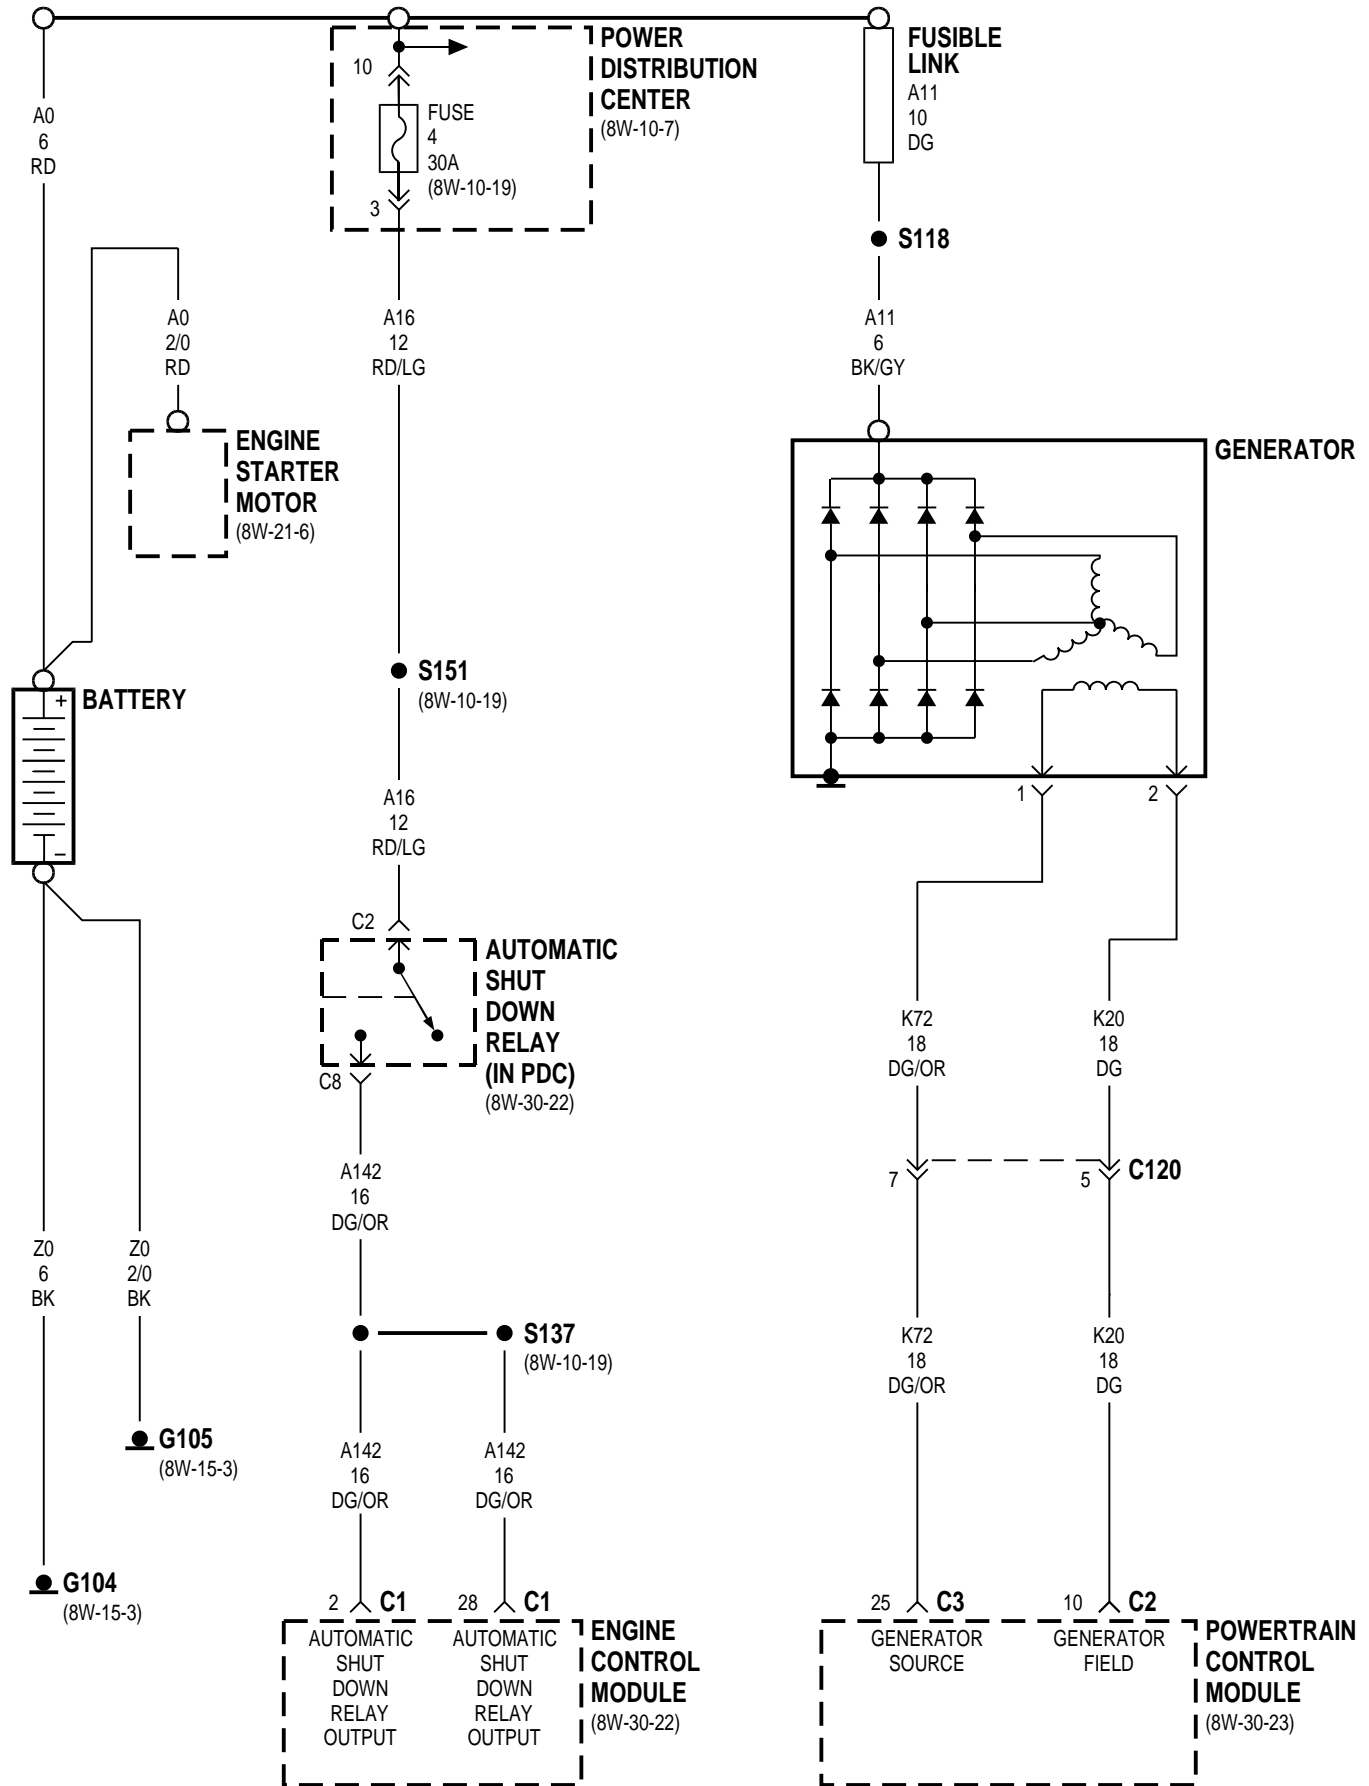 POWER
DISTRIBUTION
CENTER
(8W-10-7)
10
FUSE
4
30A
(8W-10-19)
3
FUSIBLE
LINK
A11
10
DG
A0
6
RD
S118
A0
2/0
RD
A16
12
RD/LG
A11
6
BK/GY
ENGINE
STARTER
MOTOR
(8W-21-6)
GENERATOR
S151
(8W-10-19)
+
BATTERY
–
A16
12
RD/LG
1
2
C2
AUTOMATIC
SHUT
DOWN
RELAY
(IN PDC)
(8W-30-22)
C8
K72
18
DG/OR
K20
18
DG
A142
16
DG/OR
7
5
C120
Z0
6
BK
Z0
2/0
BK
S137
(8W-10-19)
K72
18
DG/OR
K20
18
DG
G105
(8W-15-3)
A142
16
DG/OR
A142
16
DG/OR
G104
(8W-15-3)
2
C1
28
C1
25
C3
10
C2
AUTOMATIC
SHUT
DOWN
RELAY
OUTPUT
AUTOMATIC
SHUT
DOWN
RELAY
OUTPUT
ENGINE
CONTROL
MODULE
(8W-30-22)
GENERATOR
SOURCE
GENERATOR
FIELD
POWERTRAIN
CONTROL
MODULE
(8W-30-23)